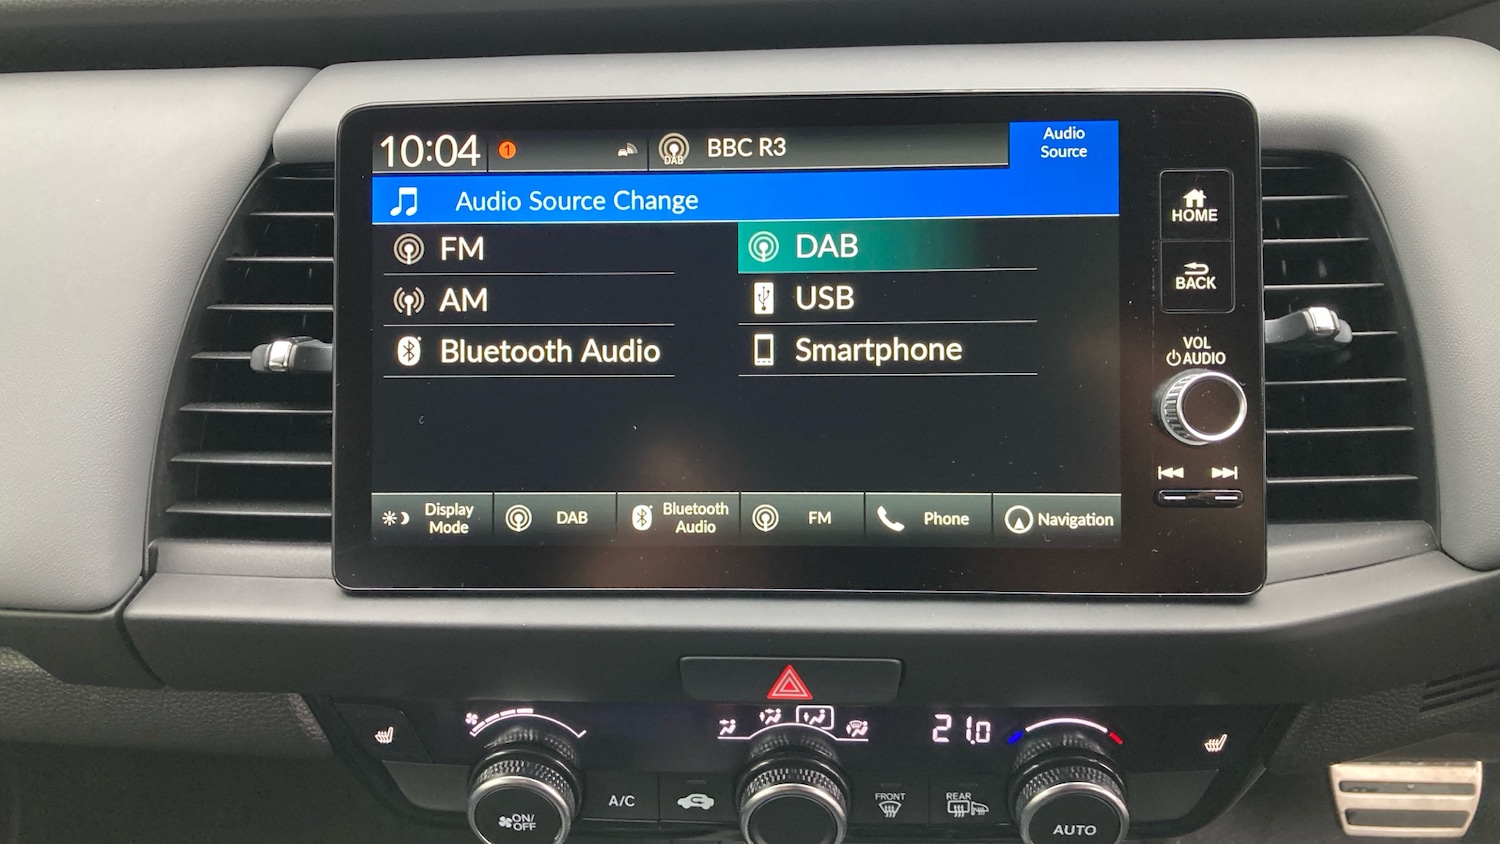 10:04
1
DAB
BBC R3
Audio
Source
Audio Source Change
FM
DAB
AM
USB
Bluetooth Audio
Smartphone
HOME
BACK
VOL
AUDIO
Display
Mode
DAB
Bluetooth
Audio
FM
Phone
Navigation
21.0
ON/
OFF
A/C
FRONT
REAR
AUTO